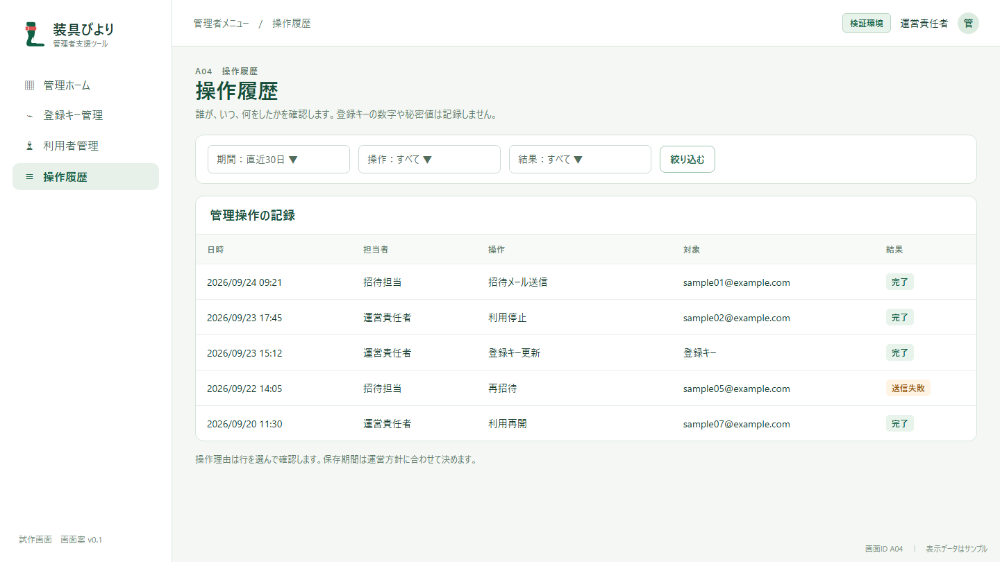 装具びより
管理者支援ツール
管理ホーム
登録キー管理
利用者管理
操作履歴
試作画面 画面案 v0.1
管理者メニュー / 操作履歴
検証環境 運営責任者 管
A04 操作履歴
操作履歴
誰が、いつ、何をしたかを確認します。登録キーの数字や秘密値は記録しません。
期間：直近30日 ▼ 操作：すべて ▼ 結果：すべて ▼ 絞り込む
管理操作の記録
日時 担当者 操作 対象 結果
2026/09/24 09:21 招待担当 招待メール送信 sample01@example.com 完了
2026/09/23 17:45 運営責任者 利用停止 sample02@example.com 完了
2026/09/23 15:12 運営責任者 登録キー更新 登録キー 完了
2026/09/22 14:05 招待担当 再招待 sample05@example.com 送信失敗
2026/09/20 11:30 運営責任者 利用再開 sample07@example.com 完了
操作理由は行を選んで確認します。保存期間は運営方針に合わせて決めます。
画面ID A04 | 表示データはサンプル